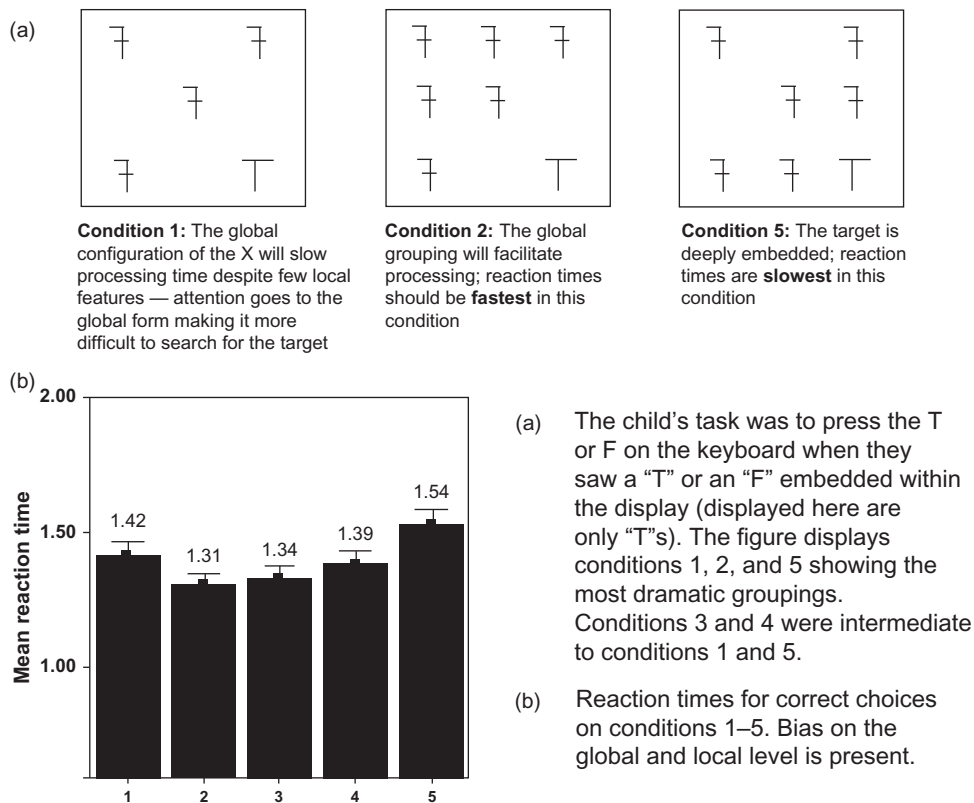 (a)
Condition 1: The global
configuration of the X will slow
processing time despite few local
features — attention goes to the
global form making it more
difficult to search for the target
Condition 2: The global
grouping will facilitate
processing; reaction times
should be fastest in this
condition
Condition 5: The target is
deeply embedded; reaction
times are slowest in this
condition
(b)
Mean reaction time
2.00
1.50
1.00
1.42
1.31
1.34
1.39
1.54
1
2
3
4
5
(a) The child’s task was to press the T
or F on the keyboard when they
saw a “T” or an “F” embedded within
the display (displayed here are
only “T”s). The figure displays
conditions 1, 2, and 5 showing the
most dramatic groupings.
Conditions 3 and 4 were intermediate
to conditions 1 and 5.
(b) Reaction times for correct choices
on conditions 1–5. Bias on the
global and local level is present.